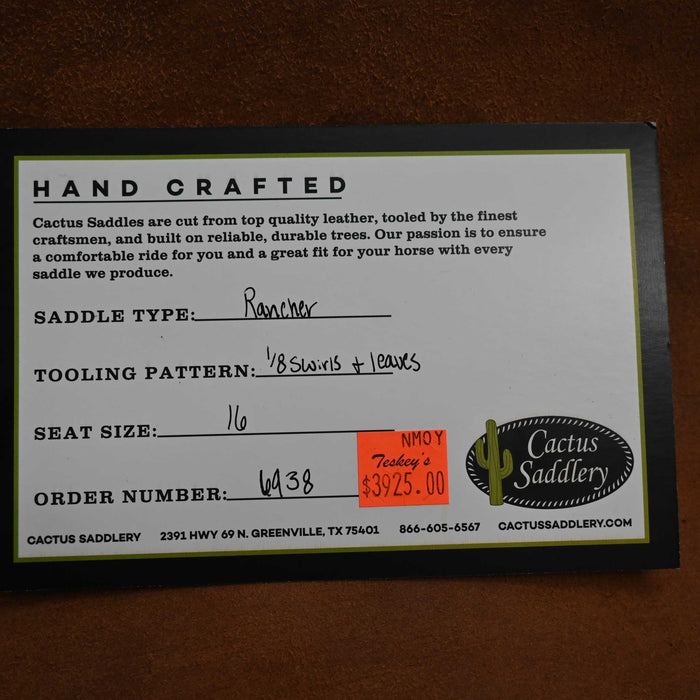 HAND CRAFTED
Cactus Saddles are cut from top quality leather, tooled by the finest
craftsmen, and built on reliable, durable trees. Our passion is to ensure
a comfortable ride for you and a great fit for your horse with every
saddle we produce.
SADDLE TYPE: Rancher
TOOLING PATTERN: 1/8 swirls + leaves
SEAT SIZE: 16
ORDER NUMBER: 6938
NMOY
Teskey's
$3925.00
Cactus
Saddlery
CACTUS SADDLERY 2391 HWY 69 N. GREENVILLE, TX 75401 866-605-6567 CACTUSSADDLERY.COM